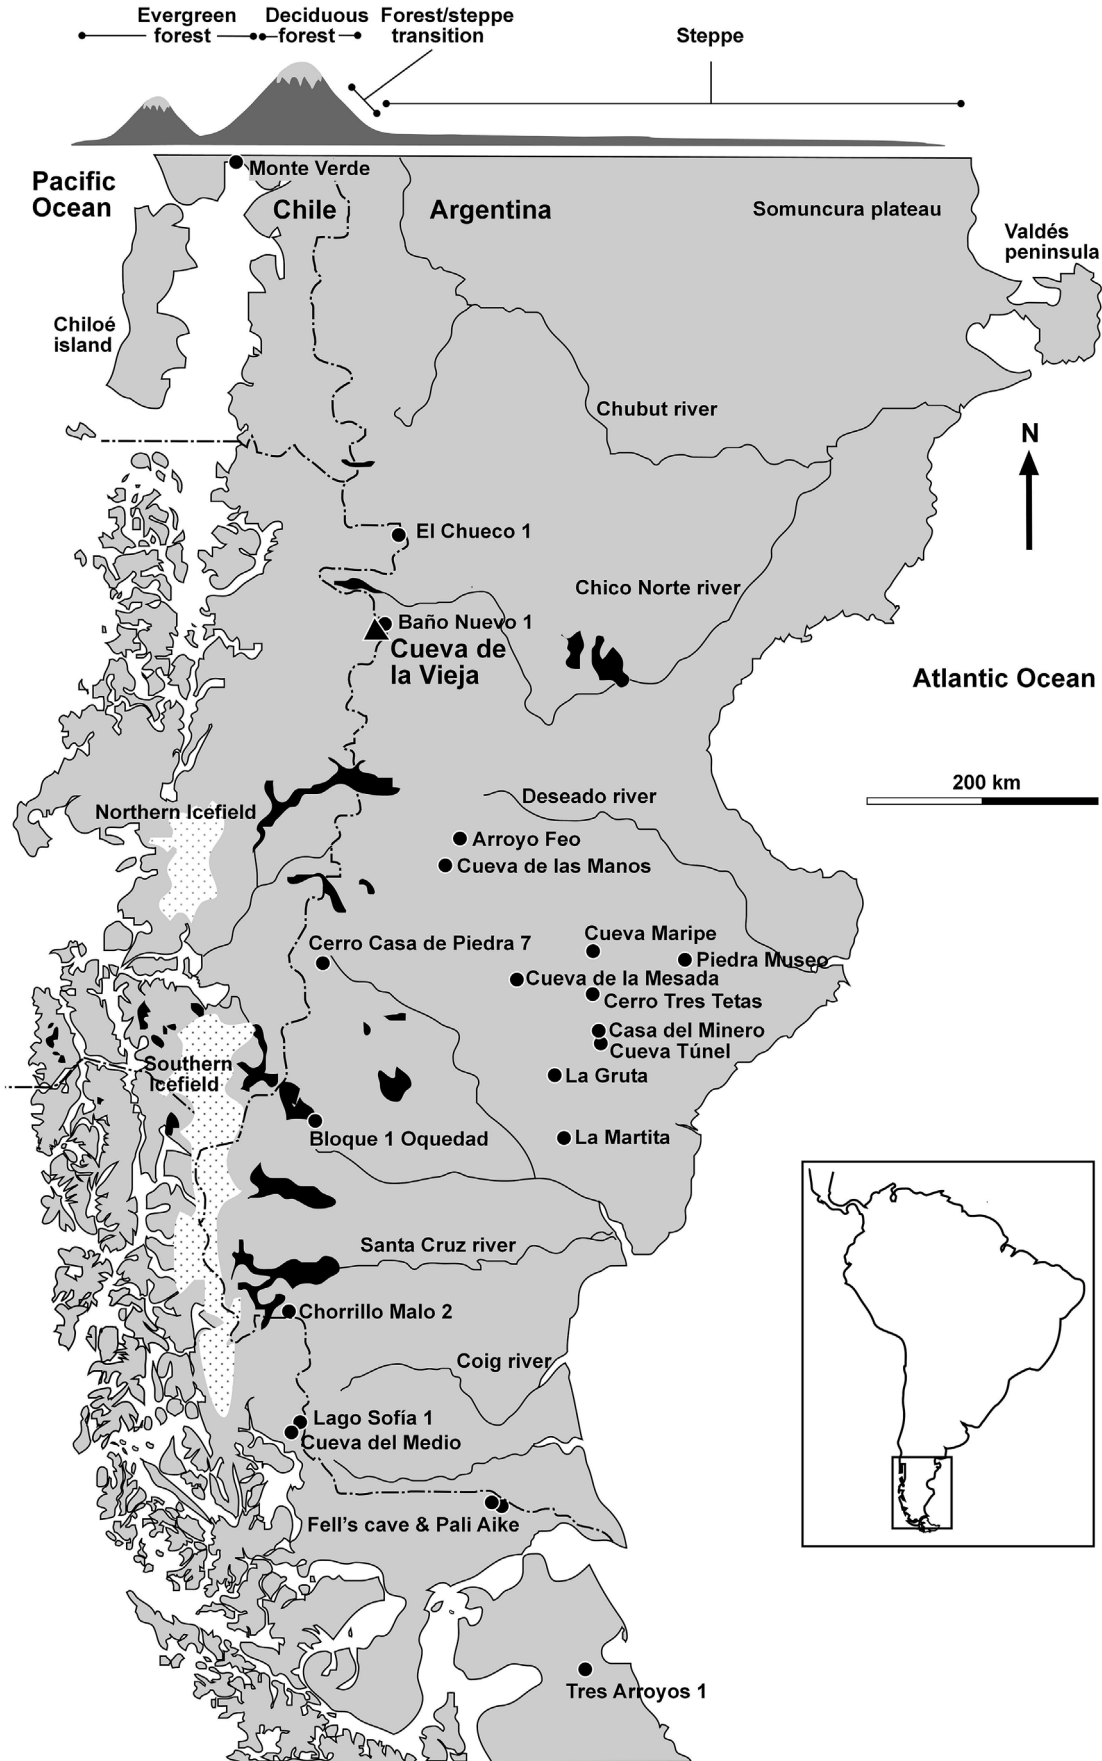 Evergreen
forest
Deciduous
forest
Forest/steppe
transition
Steppe
Monte Verde
Pacific
Ocean
Chile
Argentina
Somuncura plateau
Valdés
peninsula
Chiloé
island
Chubut river
N
El Chueco 1
Chico Norte river
Baño Nuevo 1
Cueva de
la Vieja
Atlantic Ocean
200 km
Deseado river
Northern Icefield
Arroyo Feo
Cueva de las Manos
Cueva Maripe
Cerro Casa de Piedra 7
Piedra Museo
Cueva de la Mesada
Cerro Tres Tetas
Casa del Minero
Cueva Túnel
Southern
Icefield
La Gruta
Bloque 1 Oquedad
La Martita
Santa Cruz river
Chorrillo Malo 2
Coig river
Lago Sofía 1
Cueva del Medio
Fell's cave & Pali Aike
Tres Arroyos 1